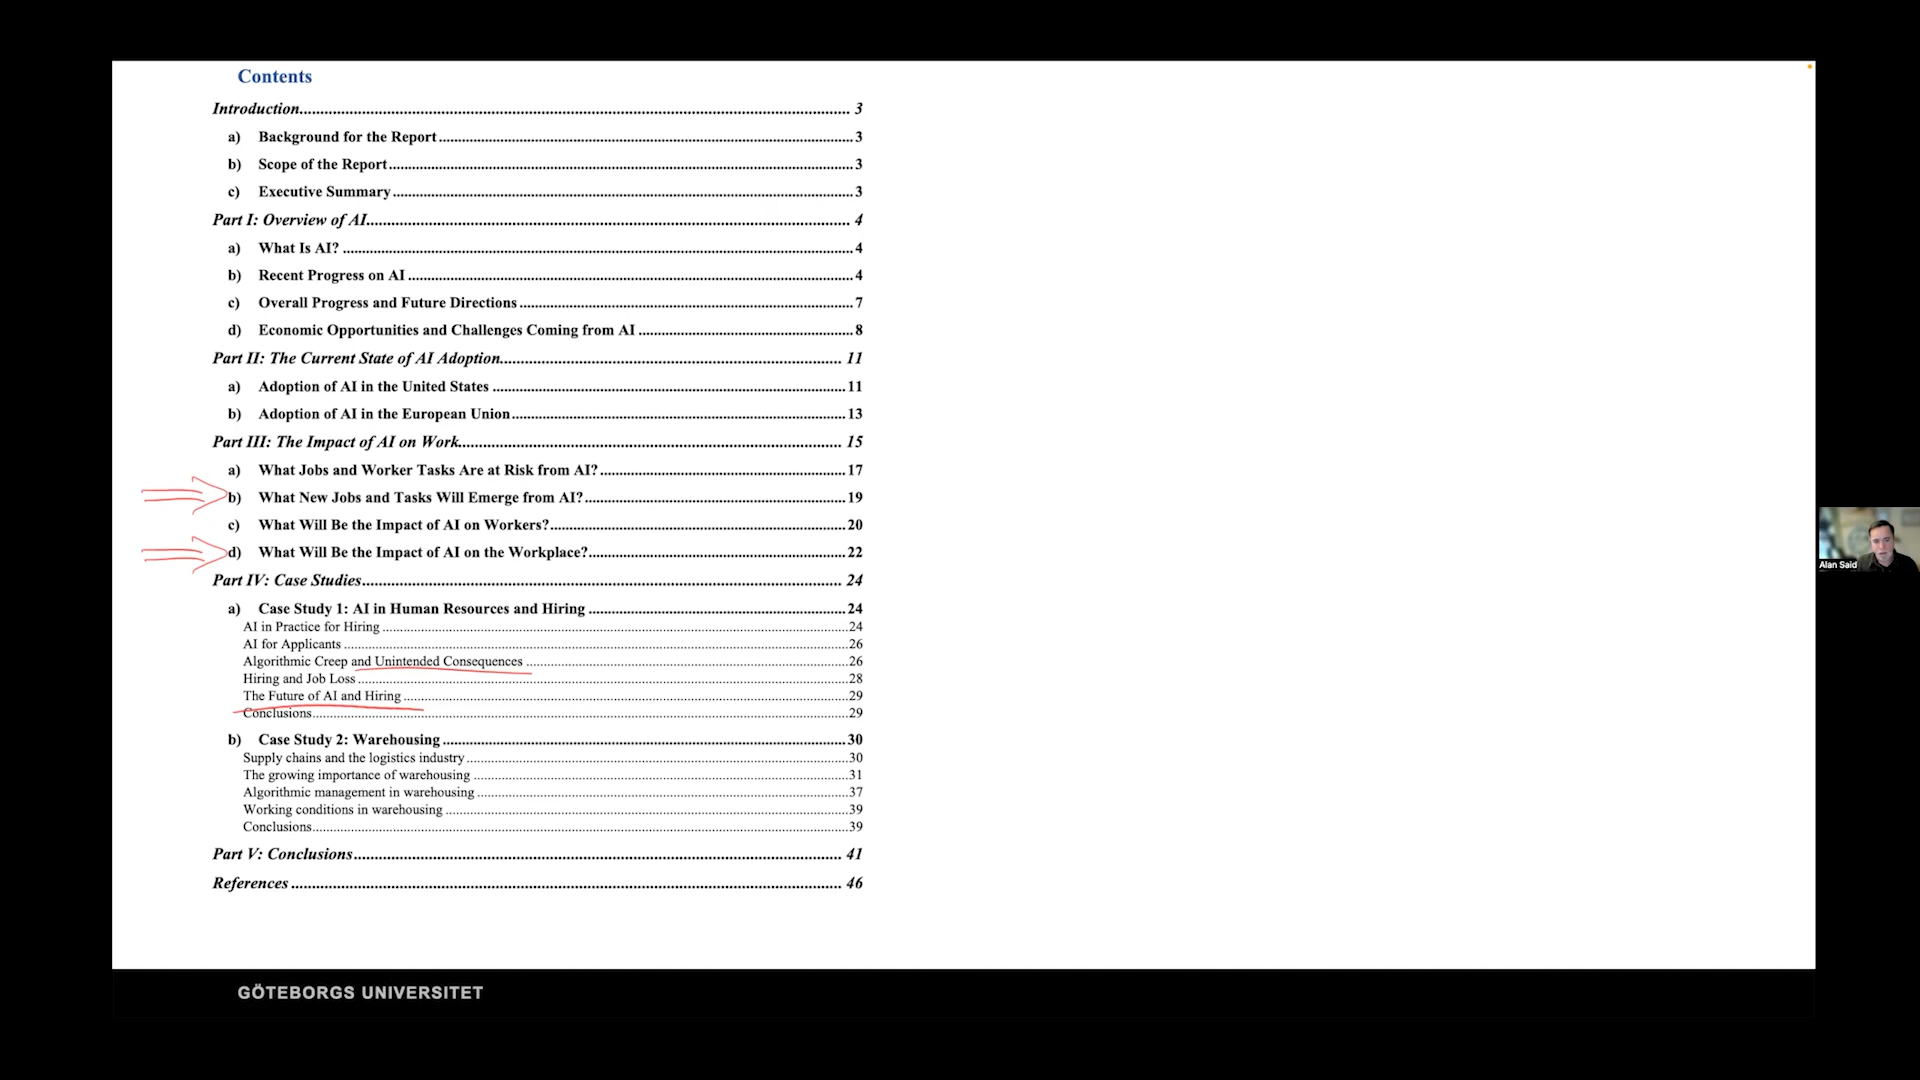 Contents
Introduction 3
a) Background for the Report 3
b) Scope of the Report 3
c) Executive Summary 3
Part I: Overview of AI 4
a) What Is AI? 4
b) Recent Progress on AI 4
c) Overall Progress and Future Directions 7
d) Economic Opportunities and Challenges Coming from AI 8
Part II: The Current State of AI Adoption 11
a) Adoption of AI in the United States 11
b) Adoption of AI in the European Union 13
Part III: The Impact of AI on Work 15
a) What Jobs and Worker Tasks Are at Risk from AI? 17
b) What New Jobs and Tasks Will Emerge from AI? 19
c) What Will Be the Impact of AI on Workers? 20
d) What Will Be the Impact of AI on the Workplace? 22
Part IV: Case Studies 24
a) Case Study 1: AI in Human Resources and Hiring 24
AI in Practice for Hiring 24
AI for Applicants 26
Algorithmic Creep and Unintended Consequences 26
Hiring and Job Loss 28
The Future of AI and Hiring 29
Conclusions 29
b) Case Study 2: Warehousing 30
Supply chains and the logistics industry 30
The growing importance of warehousing 31
Algorithmic management in warehousing 37
Working conditions in warehousing 39
Conclusions 39
Part V: Conclusions 41
References 46
GÖTEBORGS UNIVERSITET
Alan Said